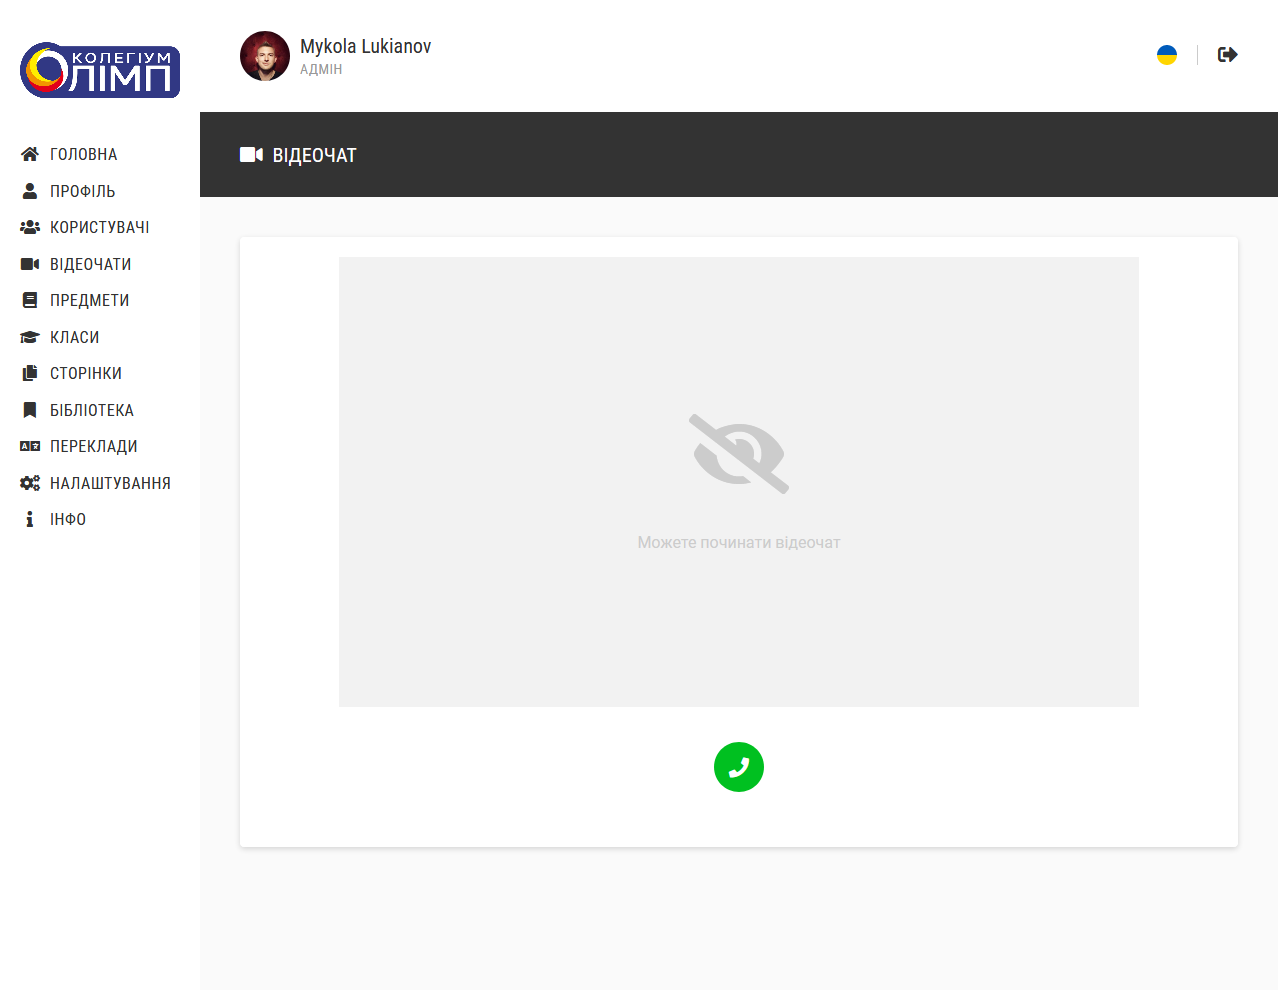 КОЛЕГІУМ
ОЛІМП
Mykola Lukianov
АДМІН
ГОЛОВНА
ПРОФІЛЬ
КОРИСТУВАЧІ
ВІДЕОЧАТИ
ПРЕДМЕТИ
КЛАСИ
СТОРІНКИ
БІБЛІОТЕКА
ПЕРЕКЛАДИ
НАЛАШТУВАННЯ
ІНФО
ВІДЕОЧАТ
Можете починати відеочат